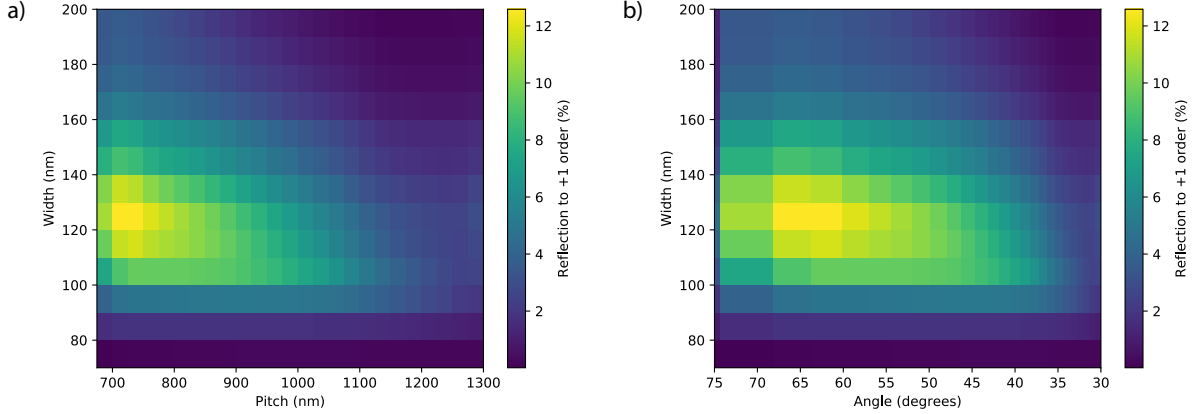 a)
200
180
160
140
120
100
80
Width (nm)
700 800 900 1000 1100 1200 1300
Pitch (nm)
12
10
8
6
4
2
Reflection to +1 order (%)
b)
200
180
160
140
120
100
80
Width (nm)
75 70 65 60 55 50 45 40 35 30
Angle (degrees)
12
10
8
6
4
2
Reflection to +1 order (%)